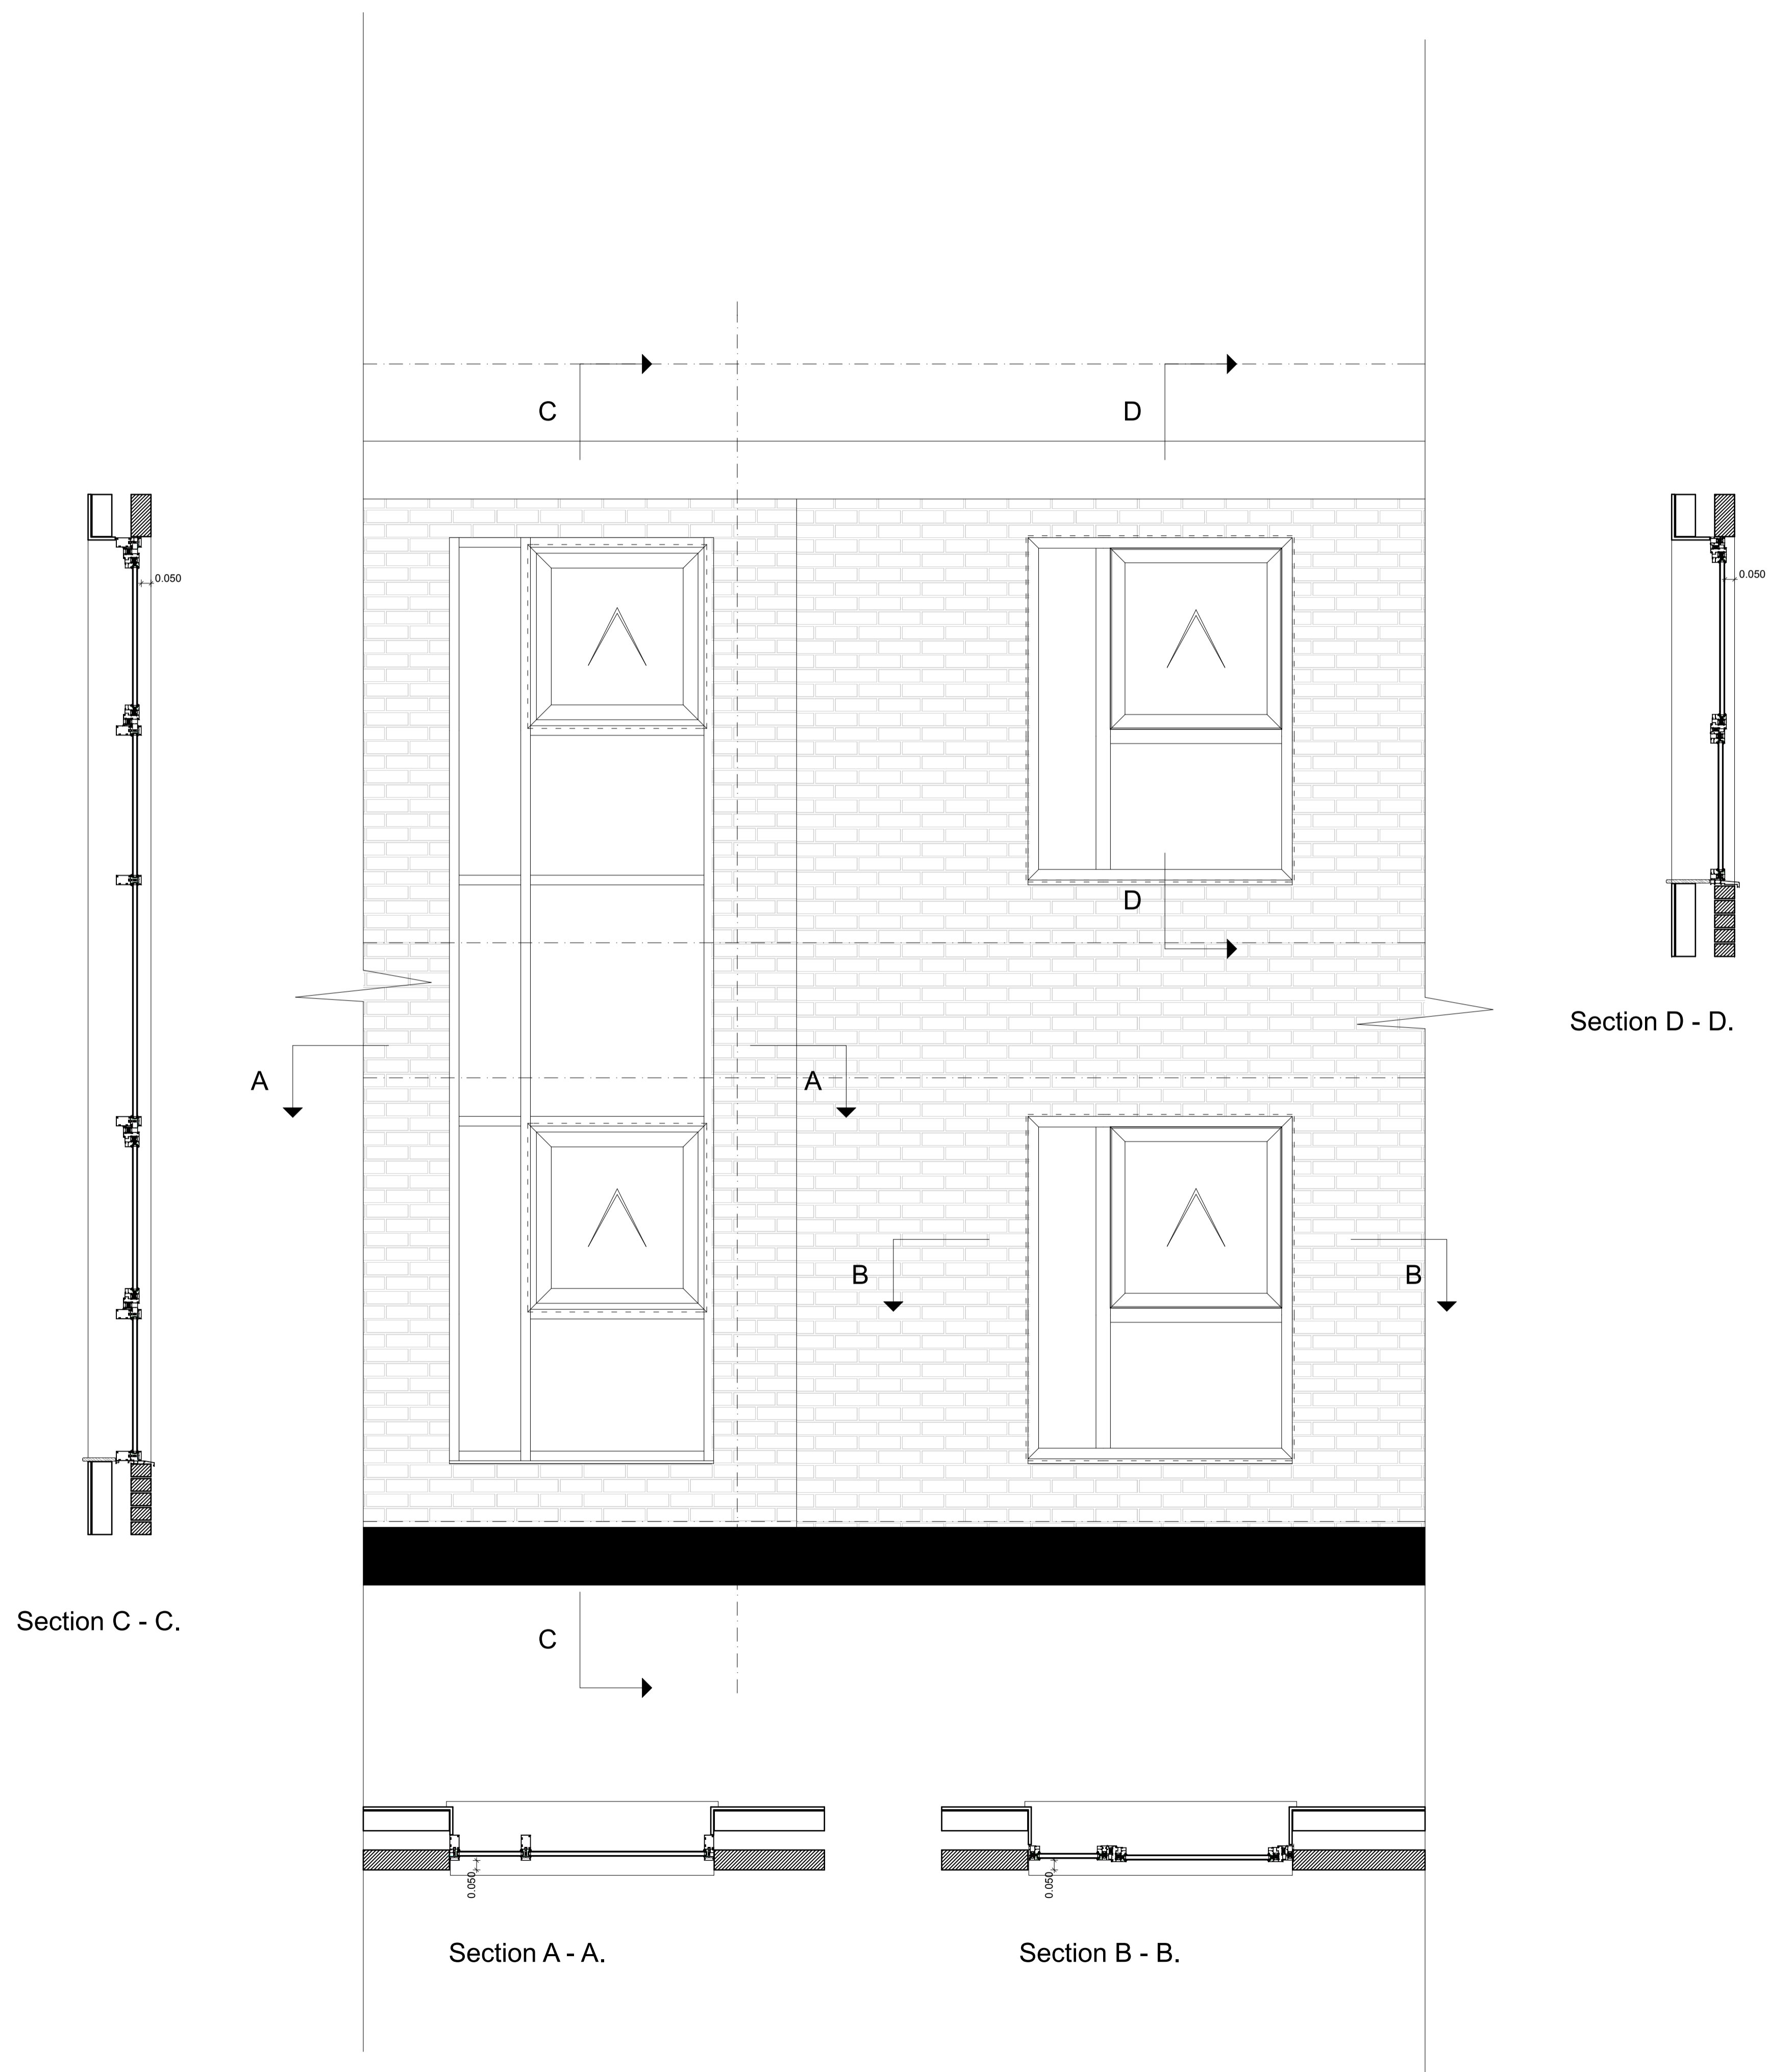 C
D
0.050
0.050
D
Section D - D.
A
A
B
B
Section C - C.
C
0.050
0.050
Section A - A.
Section B - B.